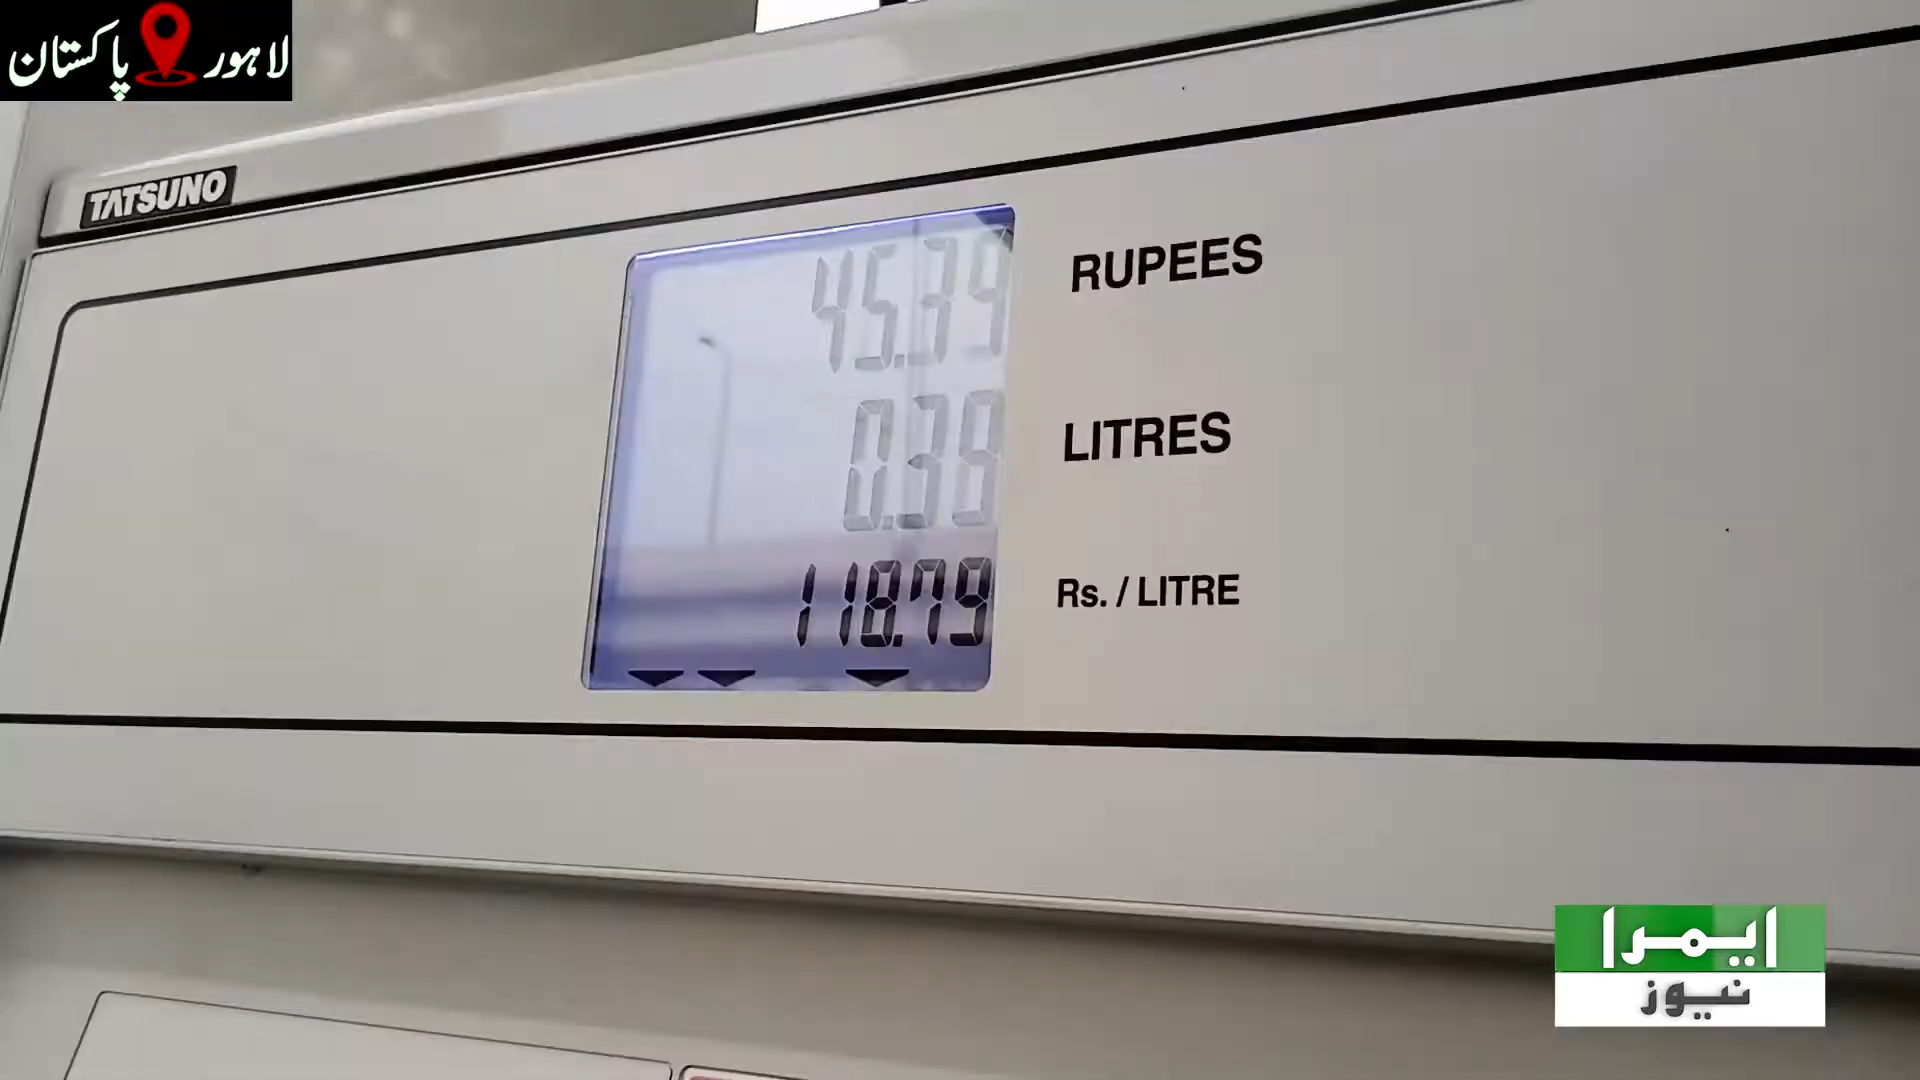 لاہور پاکستان
TATSUNO
45.39 RUPEES
0.38 LITRES
118.79 Rs. / LITRE
ایمرا
نیوز